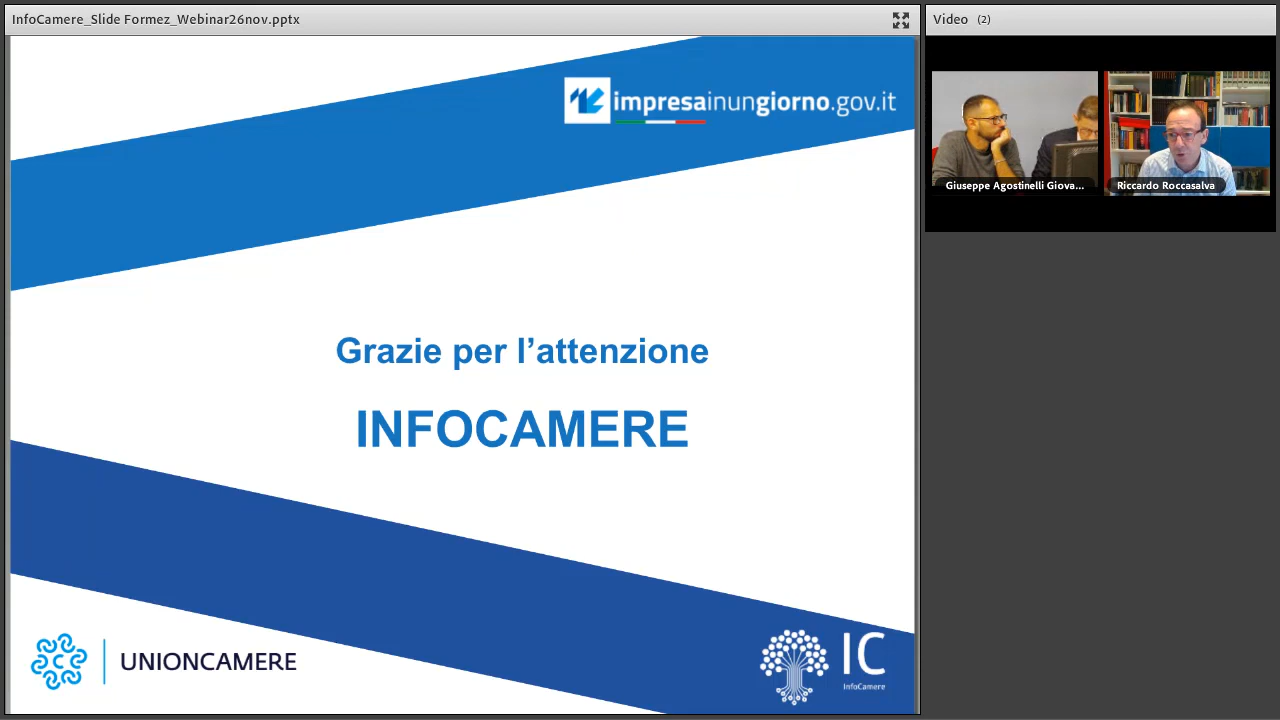 InfoCamere_Slide Formez_Webinar26nov.pptx
Video (2)
impresainungiorno.gov.it
Giuseppe Agostinelli Giova...
Riccardo Roccasalva
Grazie per l’attenzione
INFOCAMERE
UNIONCAMERE
IC
InfoCamere